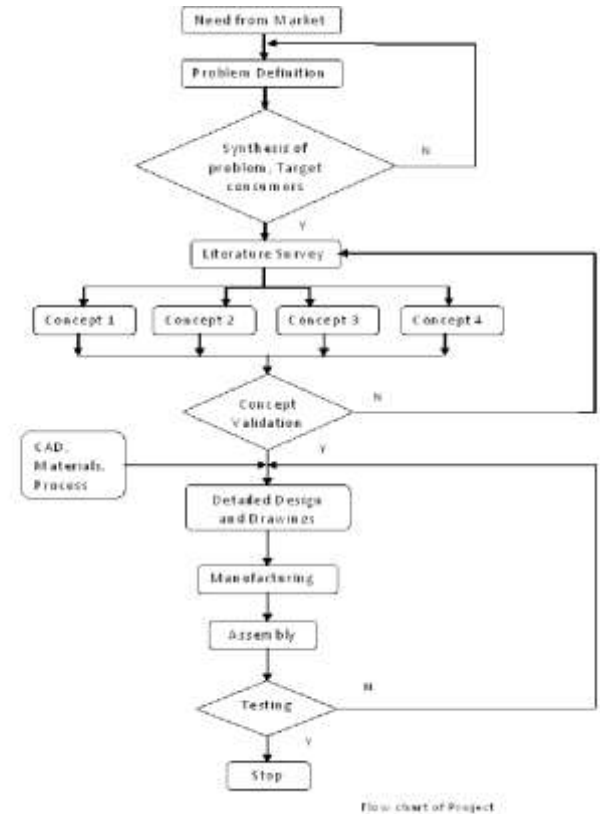 Need from Market
Problem Definition
Synthesis of
problem, Target
consumers
N
Y
Literature Survey
Concept 1
Concept 2
Concept 3
Concept 4
Concept
Validation
N
Y
CAD,
Materials,
Process
Detailed Design
and Drawings
Manufacturing
Assembly
Testing
N
Y
Stop
Flow chart of Project